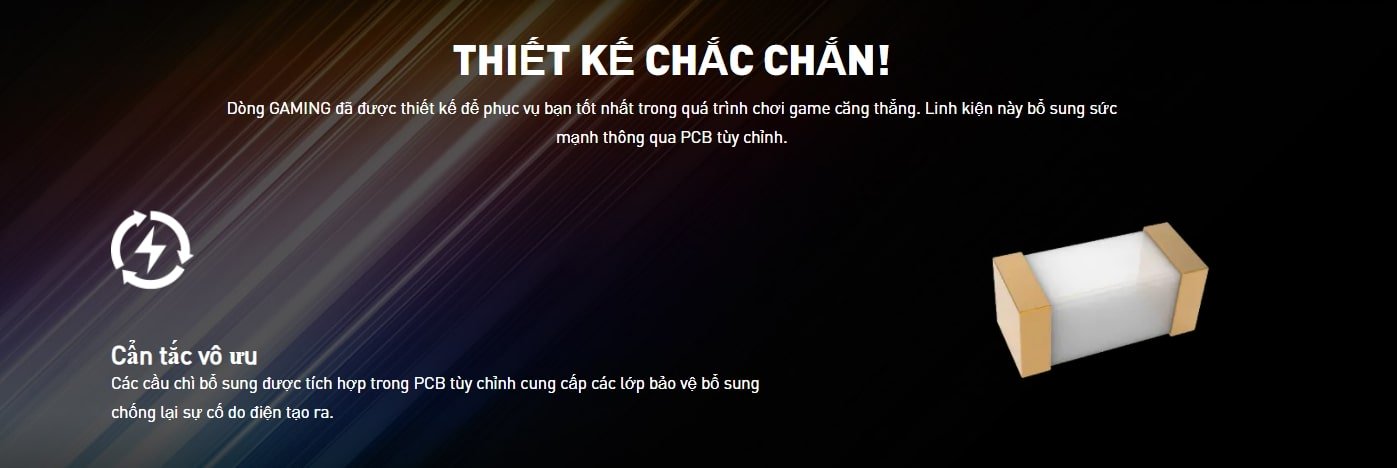 THIẾT KẾ CHẮC CHẮN!
Dòng GAMING đã được thiết kế để phục vụ bạn tốt nhất trong quá trình chơi game căng thẳng. Linh kiện này bổ sung sức
mạnh thông qua PCB tùy chỉnh.
Cẩn tắc vô ưu
Các cầu chì bổ sung được tích hợp trong PCB tùy chỉnh cung cấp các lớp bảo vệ bổ sung
chống lại sự cố do điện tạo ra.